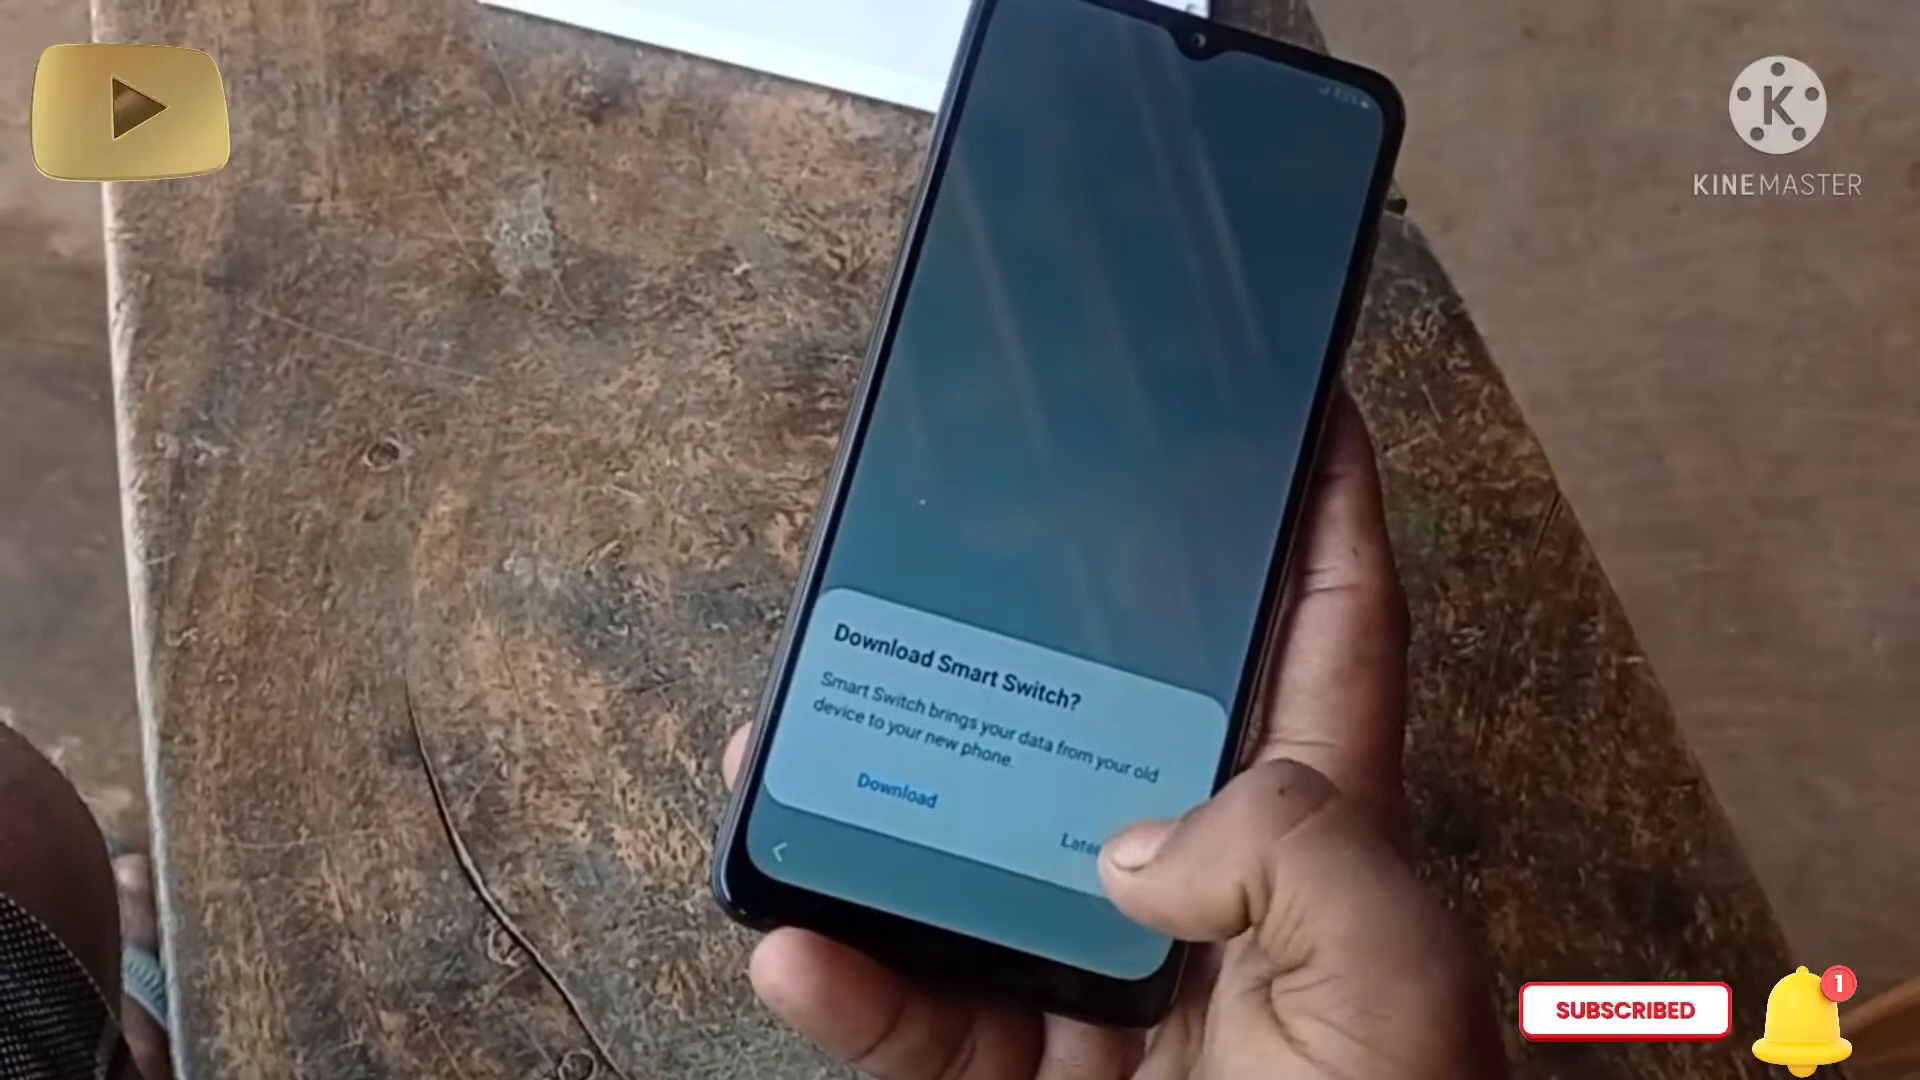 K
KINEMASTER
Download Smart Switch?
Smart Switch brings your data from your old
device to your new phone.
Download
Later
SUBSCRIBED
1